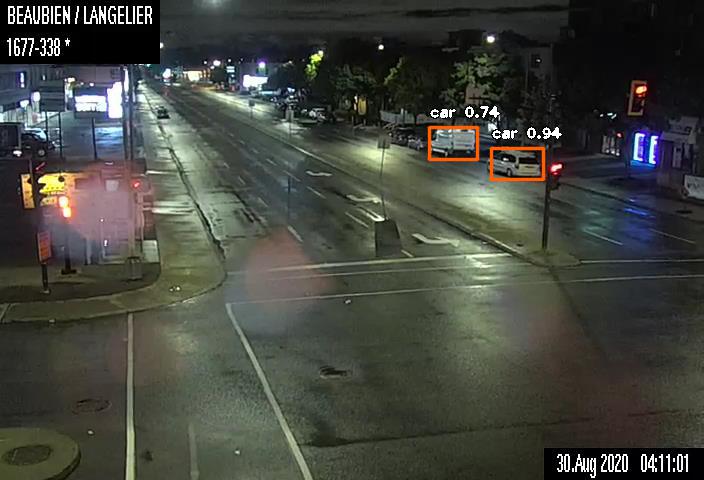 BEAUBIEN / LANGELIER
1677-338 *
car 0.74
car 0.94
30.Aug 2020 04:11:01